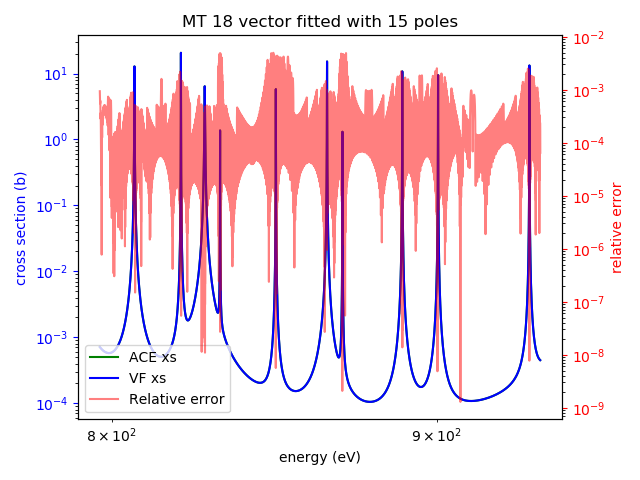 MT 18 vector fitted with 15 poles
10¹
10⁰
10⁻¹
10⁻²
10⁻³
10⁻⁴
cross section (b)
10⁻²
10⁻³
10⁻⁴
10⁻⁵
10⁻⁶
10⁻⁷
10⁻⁸
10⁻⁹
relative error
ACE xs
VF xs
Relative error
8 × 10²
9 × 10²
energy (eV)